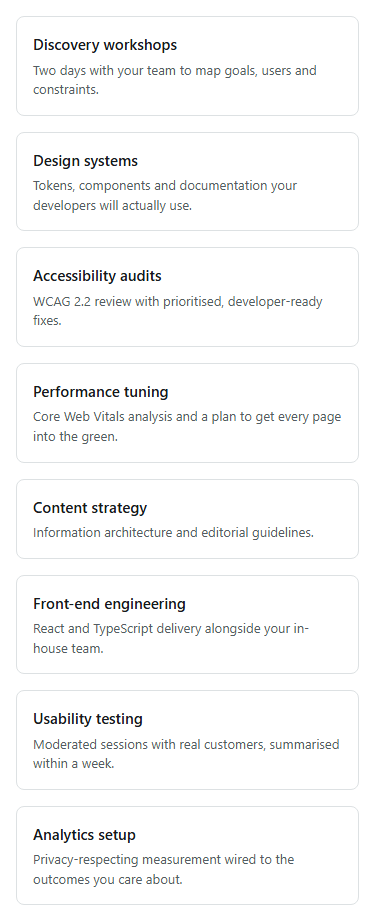 Discovery workshops
Two days with your team to map goals, users and
constraints.
Design systems
Tokens, components and documentation your
developers will actually use.
Accessibility audits
WCAG 2.2 review with prioritised, developer-ready
fixes.
Performance tuning
Core Web Vitals analysis and a plan to get every page
into the green.
Content strategy
Information architecture and editorial guidelines.
Front-end engineering
React and TypeScript delivery alongside your in-
house team.
Usability testing
Moderated sessions with real customers, summarised
within a week.
Analytics setup
Privacy-respecting measurement wired to the
outcomes you care about.